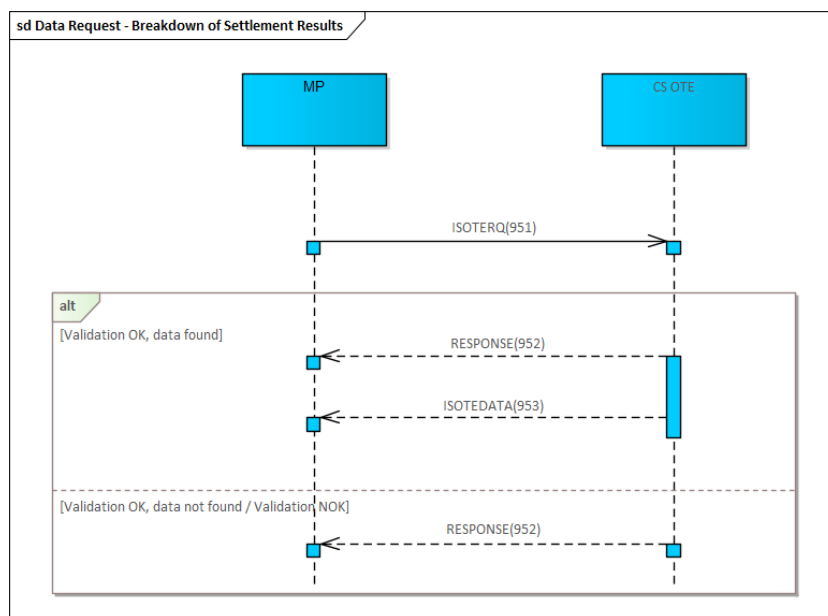 sd Data Request - Breakdown of Settlement Results
MP
CS OTE
ISOTERQ(951)
alt
[Validation OK, data found]
RESPONSE(952)
ISOTEDATA(953)
[Validation OK, data not found / Validation NOK]
RESPONSE(952)